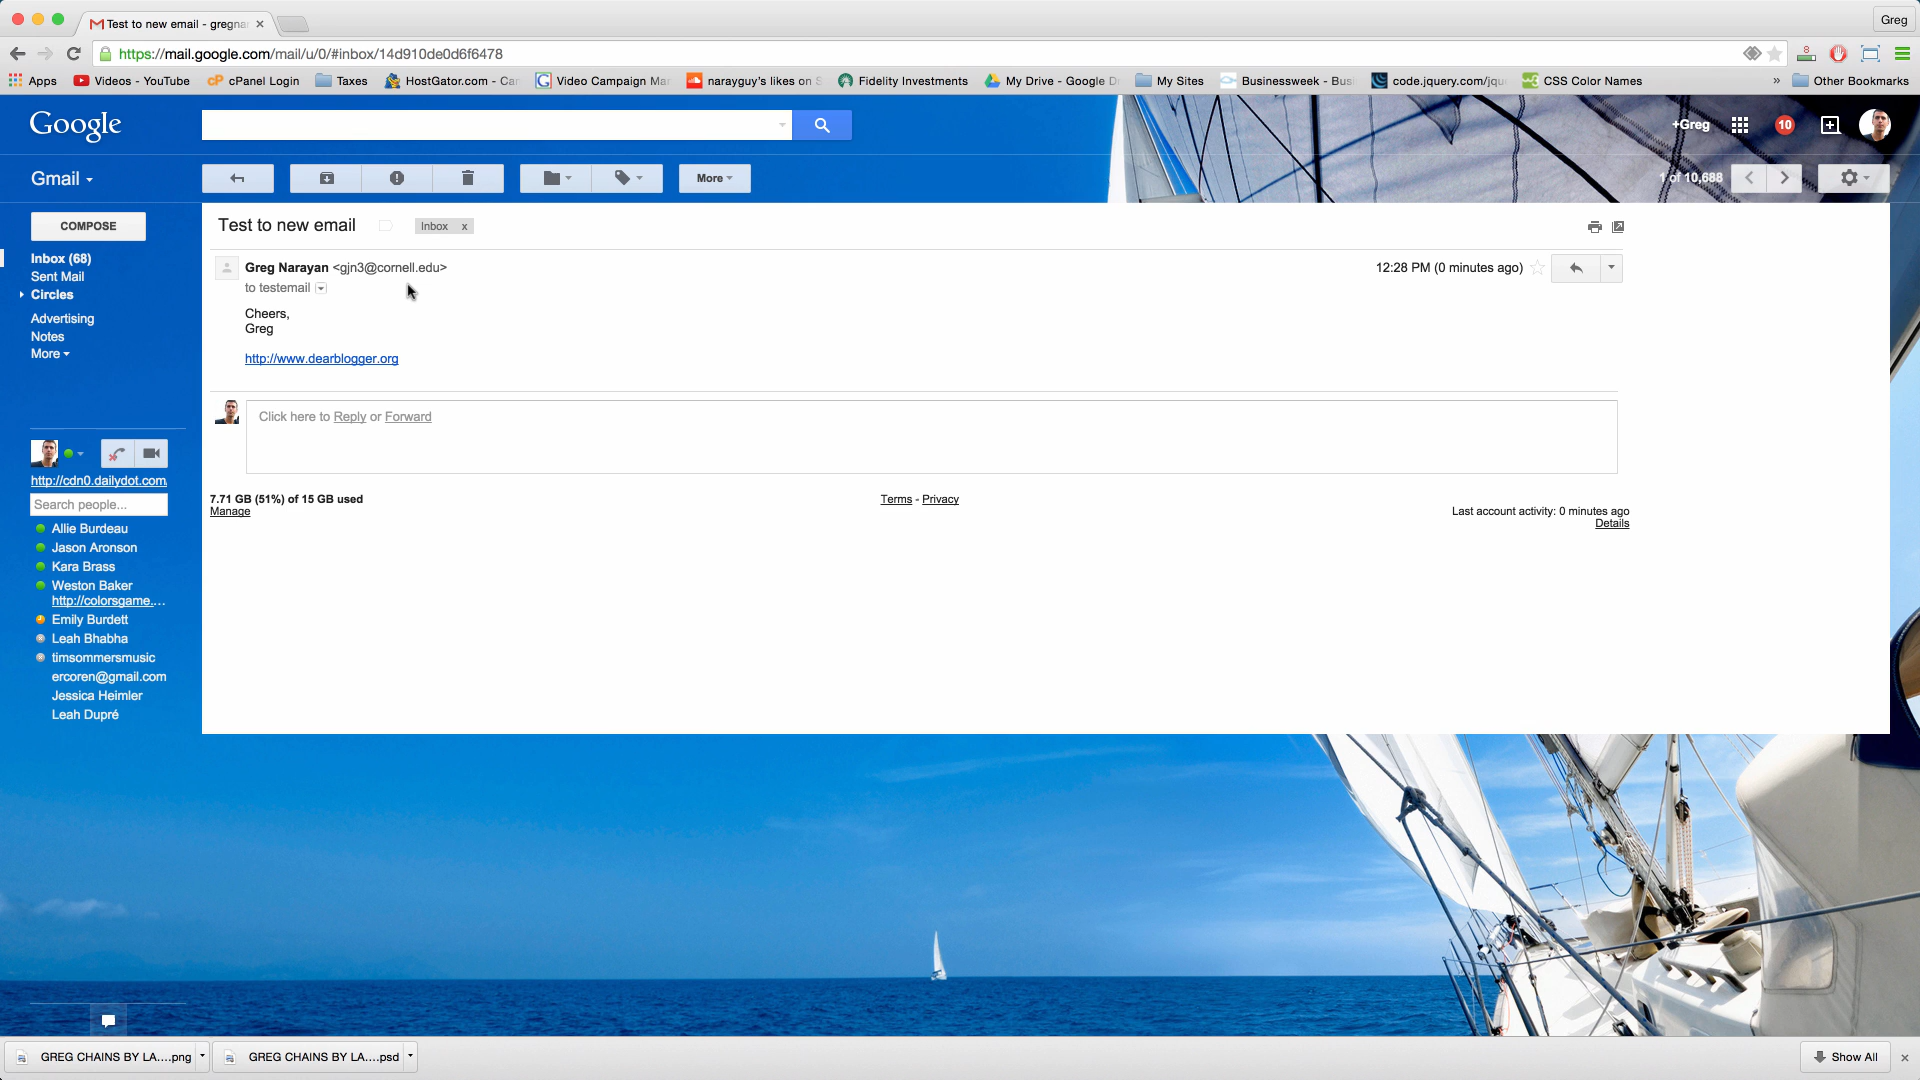 Test to new email - gregna
Greg
https://mail.google.com/mail/u/0/#inbox/14d910de0d6f6478
8
Apps
Videos - YouTube
cPanel Login
Taxes
HostGator.com - Ca
Video Campaign Ma
narayguy's likes on S
Fidelity Investments
My Drive - Google D
My Sites
Businessweek - Bus
code.jquery.com/jqu
CSS Color Names
»
Other Bookmarks
Google
+Greg
10
Gmail
More
1 of 10,688
COMPOSE
Inbox (68)
Sent Mail
Circles
Advertising
Notes
More
Test to new email
Inbox x
Greg Narayan <gjn3@cornell.edu>
12:28 PM (0 minutes ago)
to testemail
Cheers,
Greg
http://www.dearblogger.org
Click here to Reply or Forward
7.71 GB (51%) of 15 GB used
Manage
Terms - Privacy
Last account activity: 0 minutes ago
Details
http://cdn0.dailydot.com
Search people...
Allie Burdeau
Jason Aronson
Kara Brass
Weston Baker
http://colorsgame....
Emily Burdett
Leah Bhabha
timsommersmusic
ercoren@gmail.com
Jessica Heimler
Leah Dupré
GREG CHAINS BY LA....png
GREG CHAINS BY LA....psd
Show All